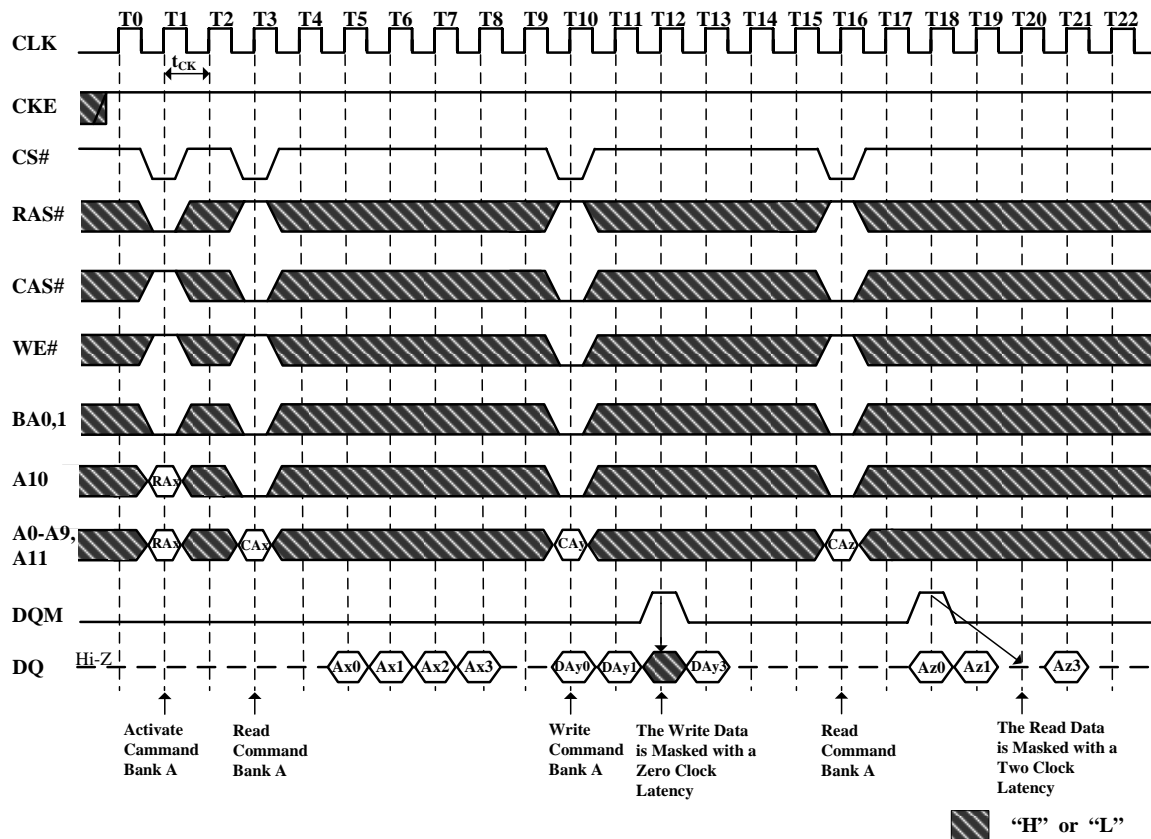 T0 T1 T2 T3 T4 T5 T6 T7 T8 T9 T10 T11 T12 T13 T14 T15 T16 T17 T18 T19 T20 T21 T22
CLK
tCK
CKE
CS#
RAS#
CAS#
WE#
BA0,1
A10
RAx
A0-A9,
A11
RAx CAx CAy CAz
DQM
DQ
Hi-Z
Ax0 Ax1 Ax2 Ax3 DAy0 DAy1 DAy3 Az0 Az1 Az3
Activate
Cammand
Bank A
Read
Command
Bank A
Write
Command
Bank A
The Write Data
is Masked with a
Zero Clock
Latency
Read
Command
Bank A
The Read Data
is Masked with a
Two Clock
Latency
“H” or “L”